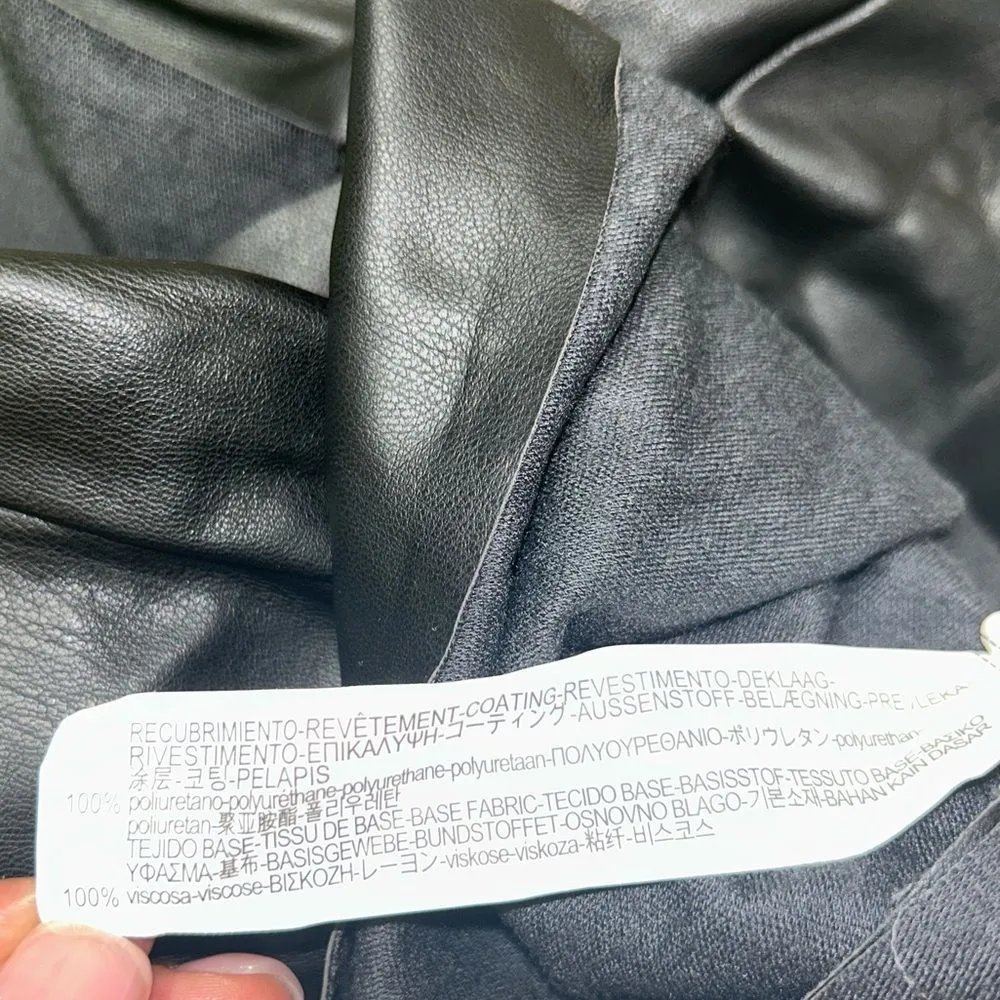 RECUBRIMIENTO-REVÊTEMENT-COATING-REVESTIMENTO-DEKLAAG-
RIVESTIMENTO-ΕΠΙΚΑΛΥΨΗ-コーティング-AUSSENSTOFF-BELÆGNING-
涂层-코팅-PELAPIS
100% poliuretano-polyuréthane-polyurethane-polyuretaan-ΠΟΛΥΟΥΡΕΘΑΝΙΟ-ポリウレタン-polyurethan-
poliuretan-聚亚胺酯-폴리우레탄
TEJIDO BASE-TISSU DE BASE-BASE FABRIC-TECIDO BASE-BASISSTOF-TESSUTO BASE-ΒΑΣΙΚΟ
ΥΦΑΣΜΑ-基布-BASISGEWEBE-BUNDSTOFFET-OSNOVNO BLAGO-기본소재-BAHAN KAIN DASAR
100% viscosa-viscose-ΒΙΣΚΟΖΗ-レーヨン-viskose-viskoza-粘纤-비스코스